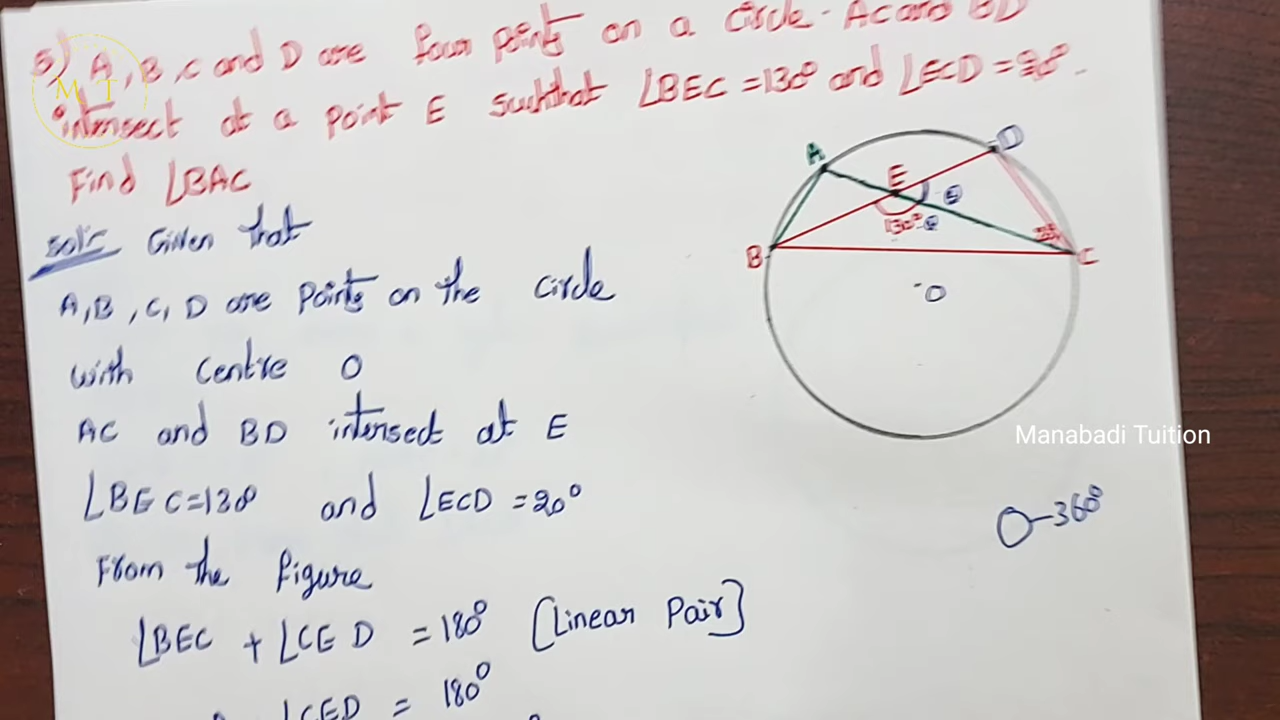 5) A, B, C and D are four points on a circle. AC and BD
intersect at a point E such that ∠BEC = 130° and ∠ECD = 20°.
Find ∠BAC
MT
Sol:- Given that
A, B, C, D are points on the circle
with centre O
AC and BD intersect at E
∠BEC = 130° and ∠ECD = 20°
From the figure
∠BEC + ∠CED = 180° [Linear Pair]
∠CED = 180°
A
D
E
130°
20°
B
C
O
Manabadi Tuition
O-360°